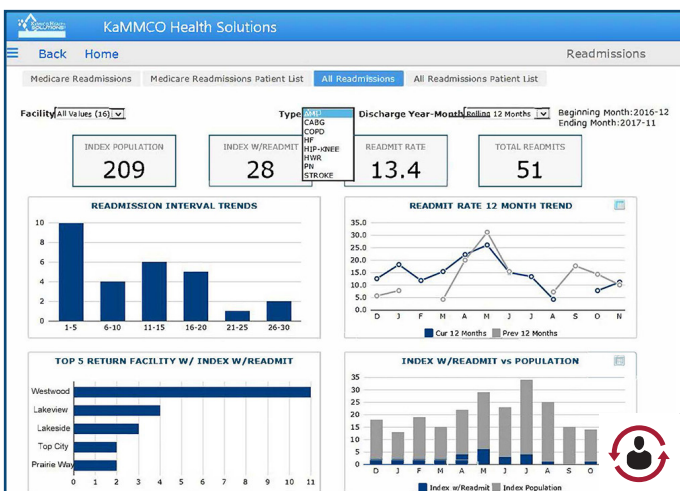 KaMMCO Health SOLUTIONS
KaMMCO Health Solutions
Back Home Readmissions
Medicare Readmissions Medicare Readmissions Patient List All Readmissions All Readmissions Patient List
Facility All Values (16) Type AMI Discharge Year-Month Rolling 12 Months Beginning Month:2016-12
Ending Month:2017-11
CABG
COPD
HF
HIP-KNEE
HWR
PN
STROKE
INDEX POPULATION INDEX W/READMIT READMIT RATE TOTAL READMITS
209 28 13.4 51
READMISSION INTERVAL TRENDS
10
8
6
4
2
0
1-5 6-10 11-15 16-20 21-25 26-30
READMIT RATE 12 MONTH TREND
35.0
30.0
25.0
20.0
15.0
10.0
5.0
0.0
D J F M A M J J A S O N
Cur 12 Months Prev 12 Months
TOP 5 RETURN FACILITY W/ INDEX W/READMIT
Westwood
Lakeview
Lakeside
Top City
Prairie Way
0 1 2 3 4 5 6 7 8 9 10 11
INDEX W/READMIT vs POPULATION
35
30
25
20
15
10
5
0
D J F M A M J J A S O
Index w/Readmit Index Population